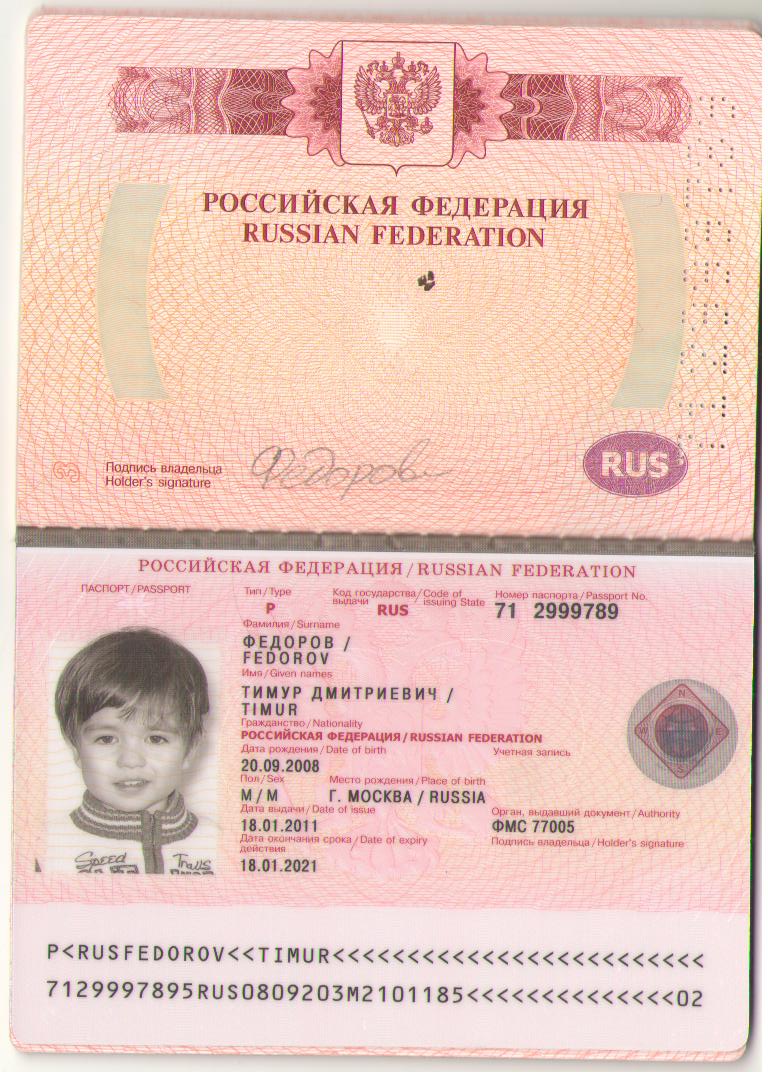 РОССИЙСКАЯ ФЕДЕРАЦИЯ
RUSSIAN FEDERATION
Подпись владельца
Holder's signature
Федоров
RUS
РОССИЙСКАЯ ФЕДЕРАЦИЯ / RUSSIAN FEDERATION
ПАСПОРТ / PASSPORT
Тип / Type
P
Код государства / Code of
выдачи issuing State
RUS
Номер паспорта / Passport No.
71 2999789
Фамилия / Surname
ФЕДОРОВ /
FEDOROV
Имя / Given names
ТИМУР ДМИТРИЕВИЧ /
TIMUR
Гражданство / Nationality
РОССИЙСКАЯ ФЕДЕРАЦИЯ / RUSSIAN FEDERATION
Дата рождения / Date of birth
Учетная запись
20.09.2008
Пол / Sex
Место рождения / Place of birth
М / M
Г. МОСКВА / RUSSIA
Дата выдачи / Date of issue
Орган, выдавший документ / Authority
18.01.2011
ФМС 77005
Дата окончания срока / Date of expiry
действия
Подпись владельца / Holder's signature
18.01.2021
N
W
E
S
Speed
P<RUSFEDOROV<<TIMUR<<<<<<<<<<<<<<<<<<<<<<<<<
7129997895RUS0809203M2101185<<<<<<<<<<<<<<02